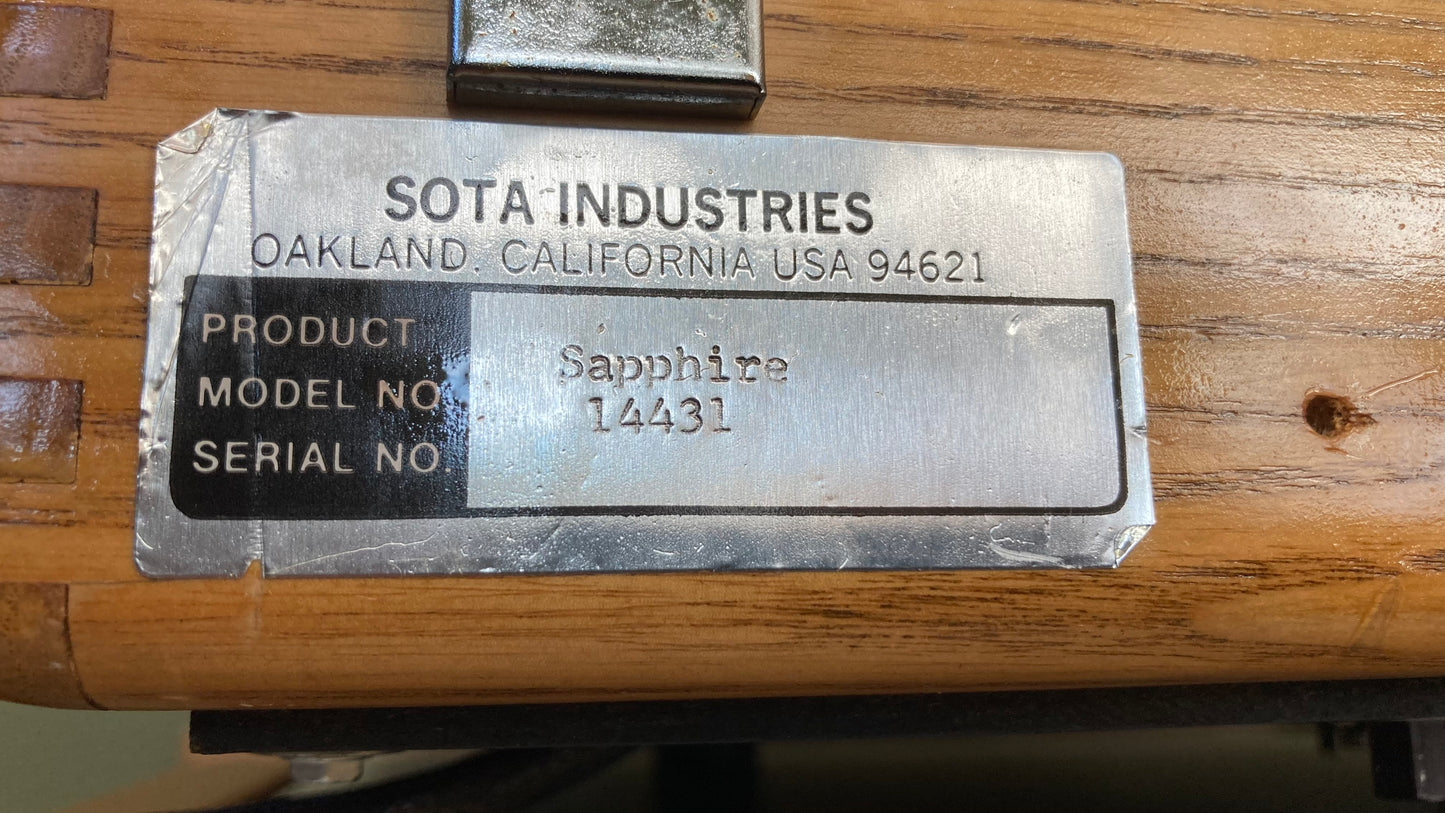 SOTA INDUSTRIES
OAKLAND, CALIFORNIA USA 94621
PRODUCT
Sapphire
MODEL NO.
14431
SERIAL NO.